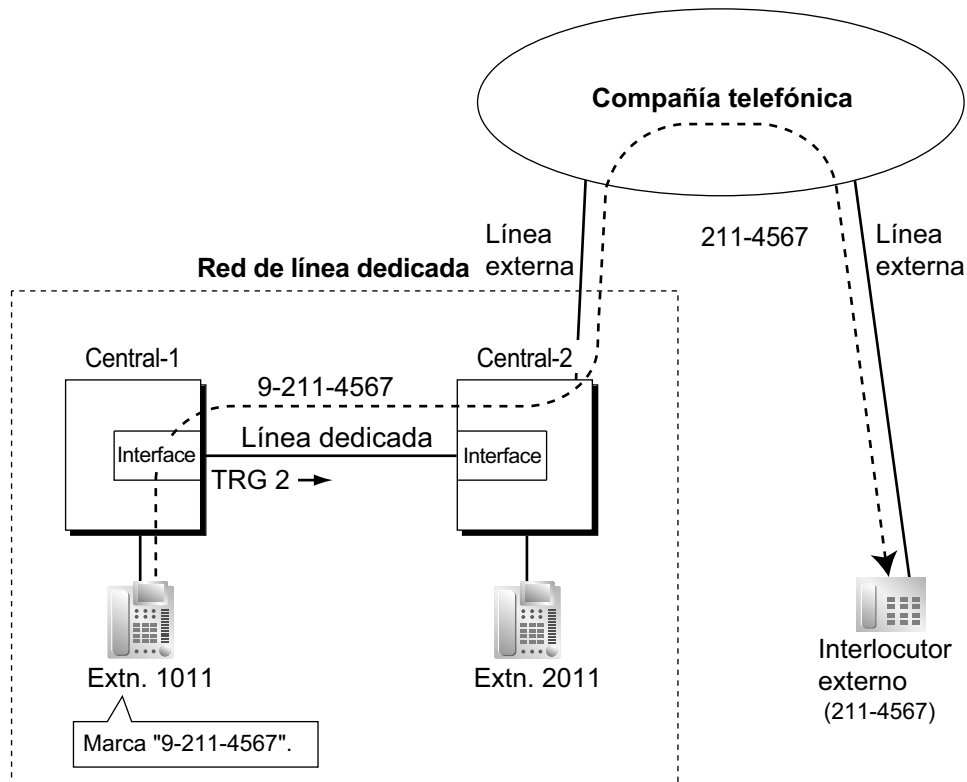 Compañía telefónica
Línea
externa
211-4567
Línea
externa
Red de línea dedicada
Central-1
Central-2
9-211-4567
Interface
Línea dedicada
Interface
TRG 2
Extn. 1011
Extn. 2011
Interlocutor
externo
(211-4567)
Marca "9-211-4567".